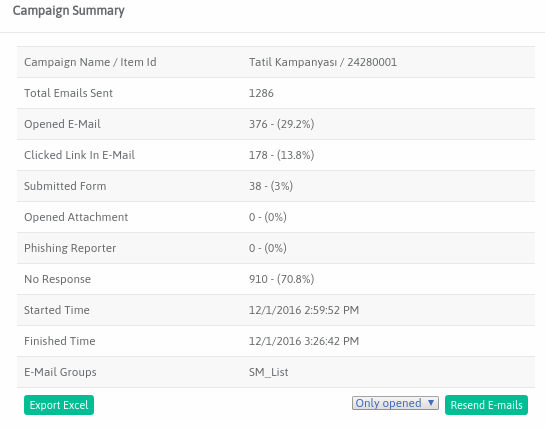 Campaign Summary
Campaign Name / Item Id Tatil Kampanyası / 24280001
Total Emails Sent 1286
Opened E-Mail 376 - (29.2%)
Clicked Link In E-Mail 178 - (13.8%)
Submitted Form 38 - (3%)
Opened Attachment 0 - (0%)
Phishing Reporter 0 - (0%)
No Response 910 - (70.8%)
Started Time 12/1/2016 2:59:52 PM
Finished Time 12/1/2016 3:26:42 PM
E-Mail Groups SM_List
Export Excel Only opened ▼ Resend E-mails